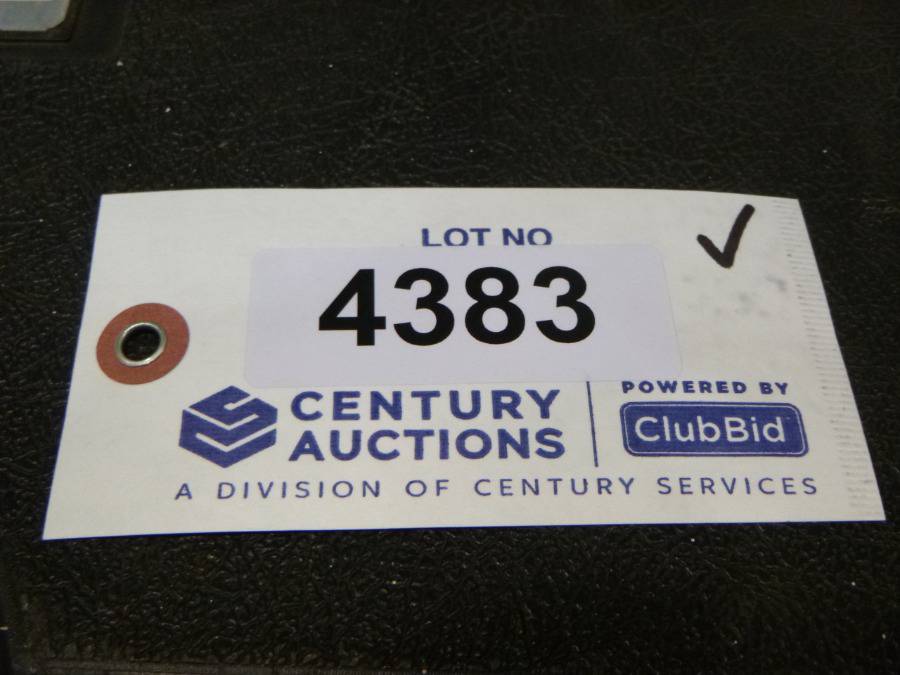 LOT NO
4383
CENTURY
AUCTIONS
POWERED BY
ClubBid
A DIVISION OF CENTURY SERVICES